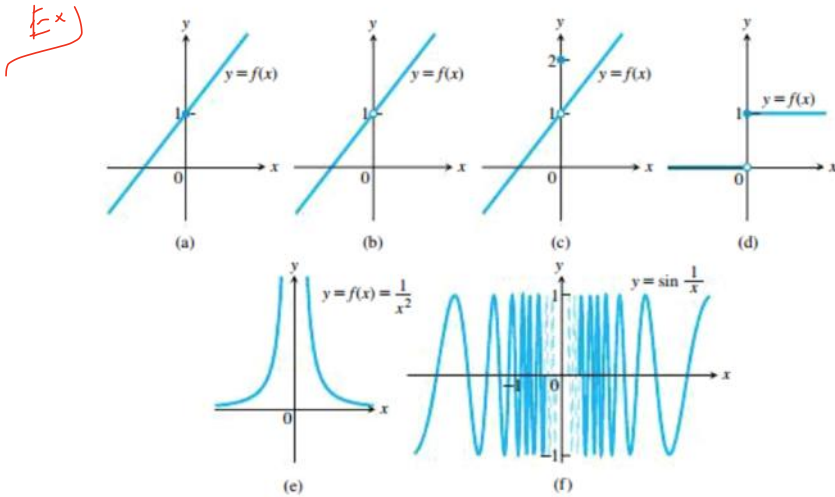 Ex
y
y = f(x)
1
0
x
(a)
y
y = f(x)
1
0
x
(b)
y
2
y = f(x)
1
0
x
(c)
y
y = f(x)
1
0
x
(d)
y
y = f(x) = 1/x²
0
x
(e)
y
y = sin 1/x
1
-1
0
x
-1
(f)